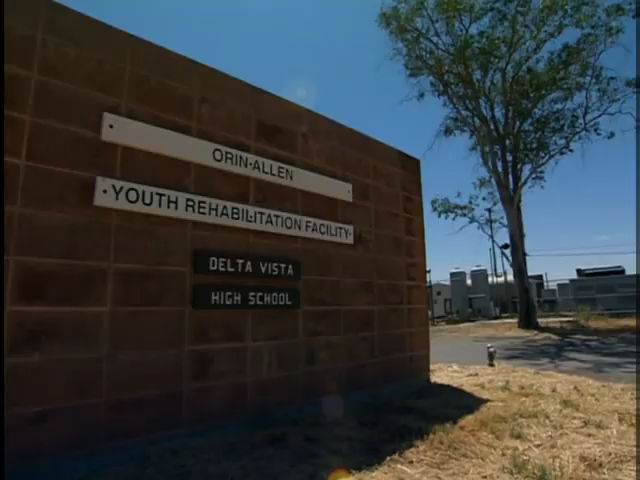 ORIN-ALLEN
YOUTH REHABILITATION FACILITY
DELTA VISTA
HIGH SCHOOL